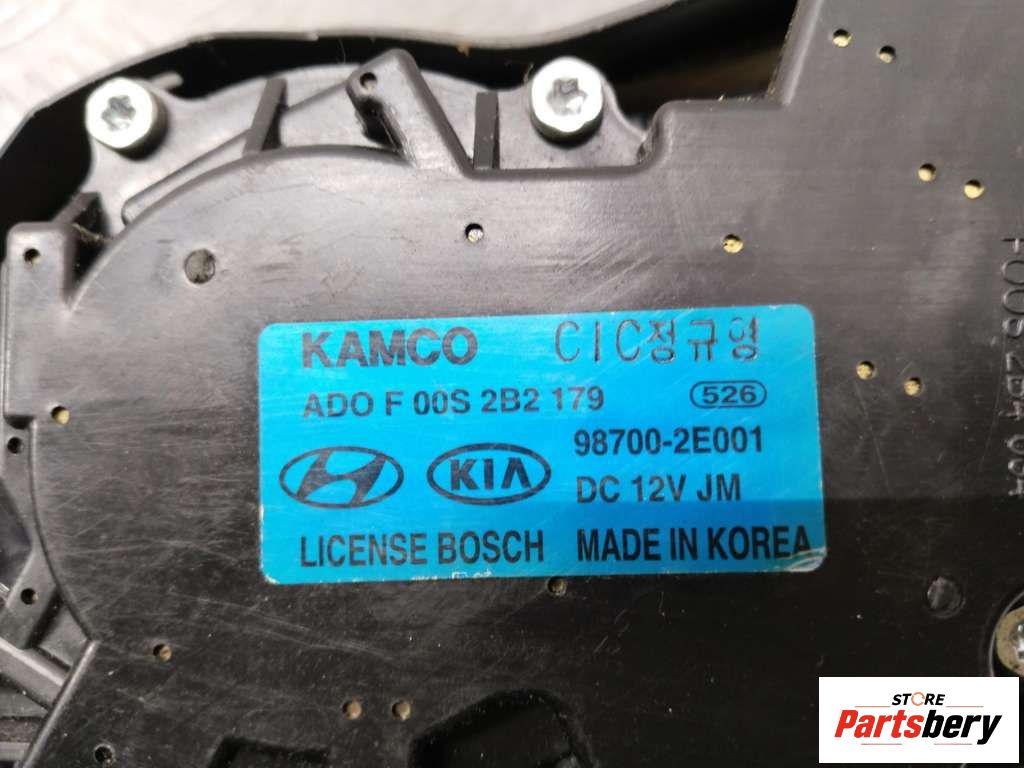 KAMCO CIC정규영
ADO F 00S 2B2 179 526
98700-2E001
KIA
DC 12V JM
LICENSE BOSCH MADE IN KOREA
STORE
Partsbery